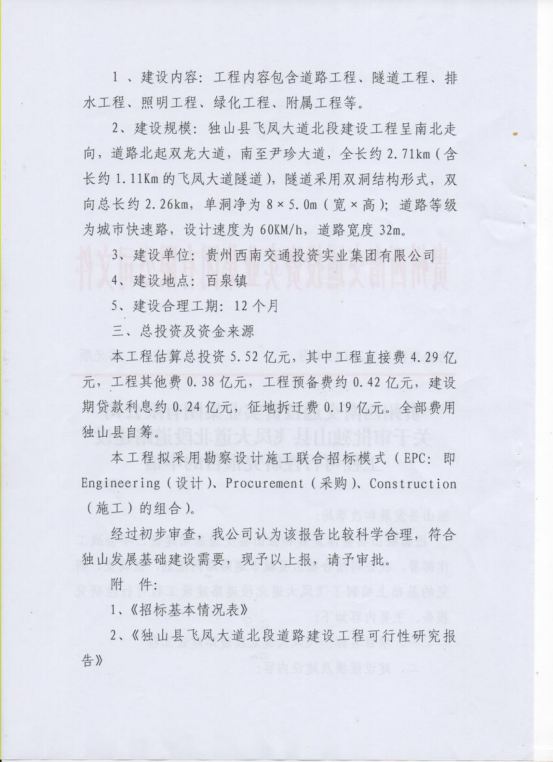 1 、建设内容：工程内容包含道路工程、隧道工程、排
水工程、照明工程、绿化工程、附属工程等。
2、建设规模：独山县飞凤大道北段建设工程呈南北走
向，道路北起双龙大道，南至尹珍大道，全长约 2.71km（含
长约 1.11Km 的飞凤大道隧道），隧道采用双洞结构形式，双
向总长约 2.26km，单洞净为 8×5.0m（宽×高）；道路等级
为城市快速路，设计速度为 60KM/h，道路宽度 32m。
3、建设单位：贵州西南交通投资实业集团有限公司
4、建设地点：百泉镇
5、建设合理工期：12 个月
三、总投资及资金来源
本工程估算总投资 5.52 亿元，其中工程直接费 4.29 亿
元，工程其他费 0.38 亿元，工程预备费约 0.42 亿元，建设
期贷款利息约 0.24 亿元，征地拆迁费 0.19 亿元。全部费用
独山县自筹。
本工程拟采用勘察设计施工联合招标模式（EPC：即
Engineering（设计）、Procurement（采购）、Construction
（施工）的组合）。
经过初步审查，我公司认为该报告比较科学合理，符合
独山发展基础建设需要，现予以上报，请予审批。
附 件：
1、《招标基本情况表》
2、《独山县飞凤大道北段道路建设工程可行性研究报
告》